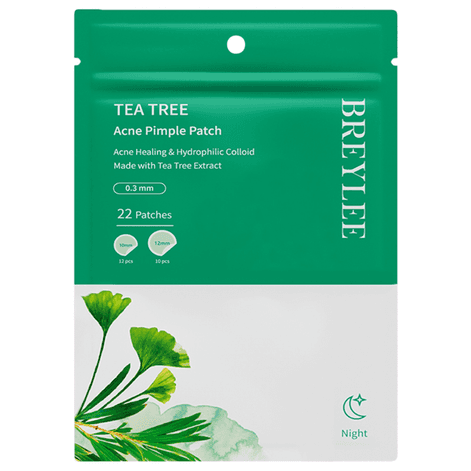 TEA TREE
Acne Pimple Patch
Acne Healing & Hydrophilic Colloid
Made with Tea Tree Extract
0.3 mm
22 Patches
10mm
12mm
12 pcs
10 pcs
BREYLEE
Night